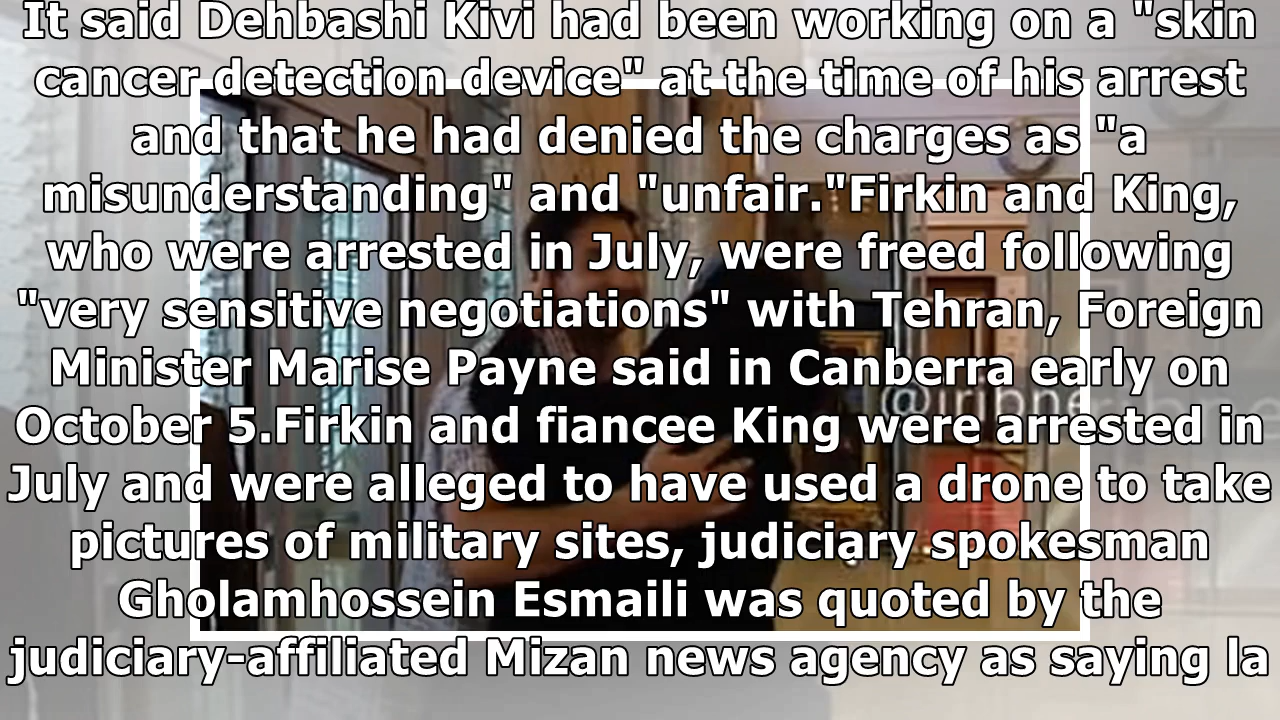 It said Dehbashi Kivi had been working on a "skin
cancer detection device" at the time of his arrest
and that he had denied the charges as "a
misunderstanding" and "unfair."Firkin and King,
who were arrested in July, were freed following
"very sensitive negotiations" with Tehran, Foreign
Minister Marise Payne said in Canberra early on
October 5.Firkin and fiancee King were arrested in
July and were alleged to have used a drone to take
pictures of military sites, judiciary spokesman
Gholamhossein Esmaili was quoted by the
judiciary-affiliated Mizan news agency as saying la